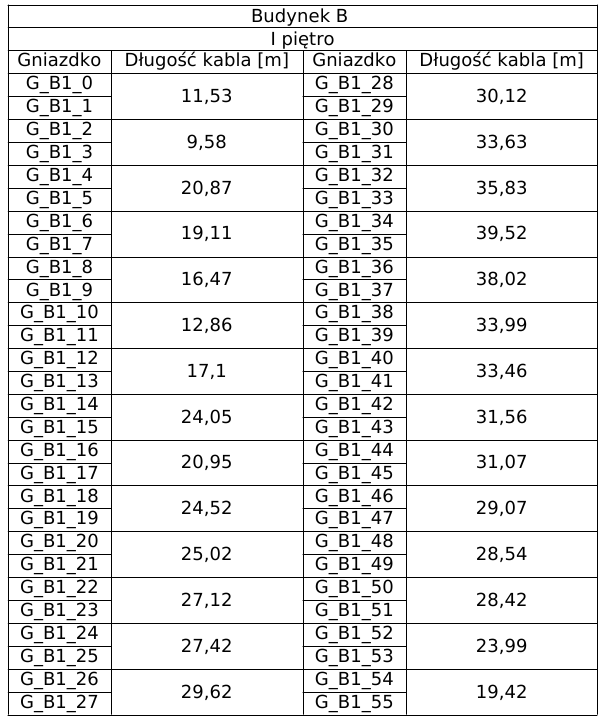 Budynek B
I piętro
Gniazdko Długość kabla [m] Gniazdko Długość kabla [m]
G_B1_0 11,53 G_B1_28 30,12
G_B1_1 G_B1_29
G_B1_2 9,58 G_B1_30 33,63
G_B1_3 G_B1_31
G_B1_4 20,87 G_B1_32 35,83
G_B1_5 G_B1_33
G_B1_6 19,11 G_B1_34 39,52
G_B1_7 G_B1_35
G_B1_8 16,47 G_B1_36 38,02
G_B1_9 G_B1_37
G_B1_10 12,86 G_B1_38 33,99
G_B1_11 G_B1_39
G_B1_12 17,1 G_B1_40 33,46
G_B1_13 G_B1_41
G_B1_14 24,05 G_B1_42 31,56
G_B1_15 G_B1_43
G_B1_16 20,95 G_B1_44 31,07
G_B1_17 G_B1_45
G_B1_18 24,52 G_B1_46 29,07
G_B1_19 G_B1_47
G_B1_20 25,02 G_B1_48 28,54
G_B1_21 G_B1_49
G_B1_22 27,12 G_B1_50 28,42
G_B1_23 G_B1_51
G_B1_24 27,42 G_B1_52 23,99
G_B1_25 G_B1_53
G_B1_26 29,62 G_B1_54 19,42
G_B1_27 G_B1_55